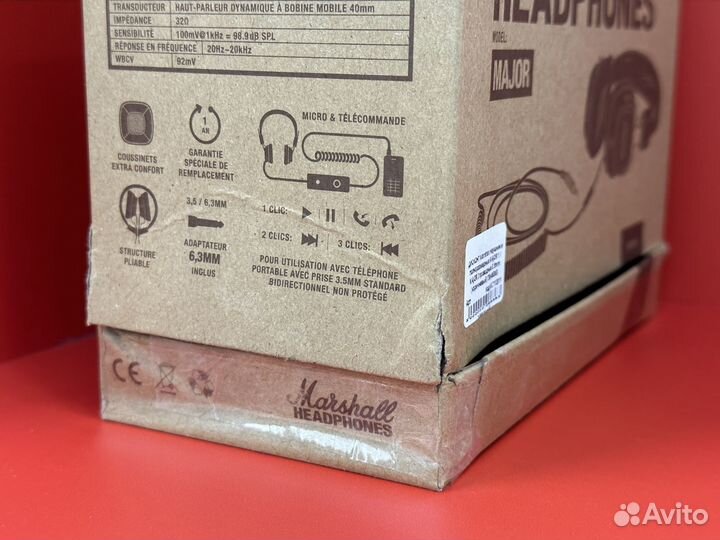 TRANSDUCTEUR HAUT-PARLEUR DYNAMIQUE À BOBINE MOBILE 40mm
IMPÉDANCE 32Ω
SENSIBILITÉ 100mV@1kHz = 98.9dB SPL
RÉPONSE EN FRÉQUENCE 20Hz~20kHz
WBCV 92mV
COUSSINETS
EXTRA CONFORT
1
AN
GARANTIE
SPÉCIALE DE
REMPLACEMENT
MICRO & TÉLÉCOMMANDE
STRUCTURE
PLIABLE
3,5 / 6,3MM
ADAPTATEUR
6,3MM
INCLUS
1 CLIC:
2 CLICS:
3 CLICS:
POUR UTILISATION AVEC TÉLÉPHONE
PORTABLE AVEC PRISE 3.5MM STANDARD
BIDIRECTIONNEL NON PROTÉGÉ
HEADPHONES
MODEL:
MAJOR
CE
Marshall
HEADPHONES
Avito